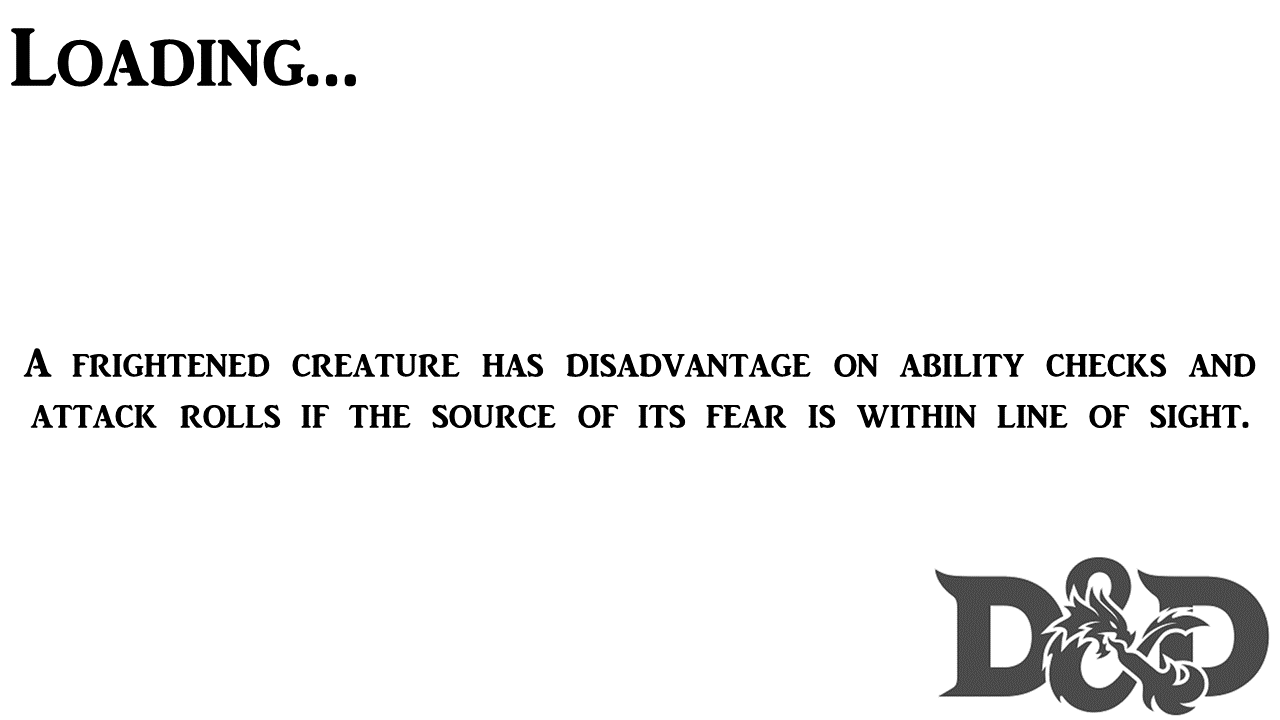 Loading...
A frightened creature has disadvantage on ability checks and
attack rolls if the source of its fear is within line of sight.
D&D